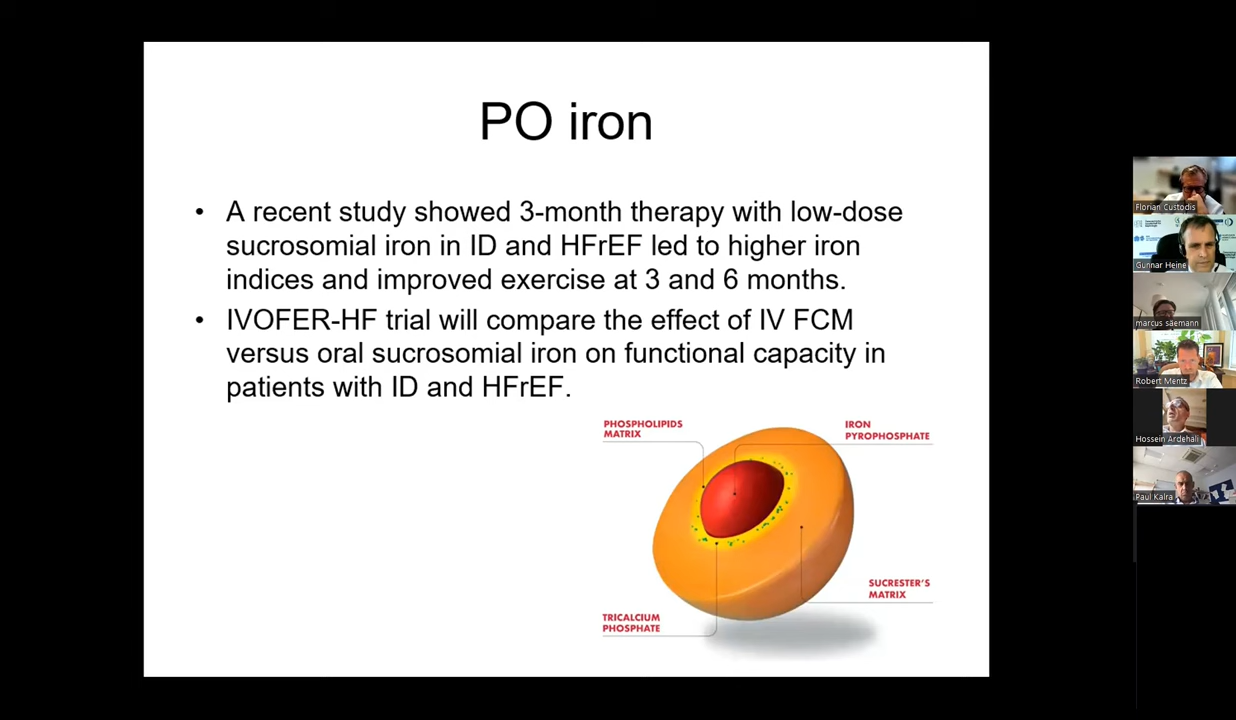 PO iron
• A recent study showed 3-month therapy with low-dose
sucrosomial iron in ID and HFrEF led to higher iron
indices and improved exercise at 3 and 6 months.
• IVOFER-HF trial will compare the effect of IV FCM
versus oral sucrosomial iron on functional capacity in
patients with ID and HFrEF.
PHOSPHOLIPIDS
MATRIX
IRON
PYROPHOSPHATE
SUCRESTER'S
MATRIX
TRICALCIUM
PHOSPHATE
Florian Custodis
Gunnar Heine
marcus säemann
Robert Mentz
Hossein Ardehali
Paul Kalra